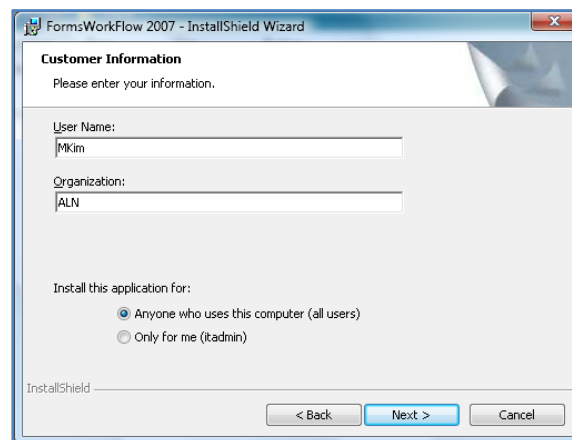 FormsWorkFlow 2007 - InstallShield Wizard
Customer Information
Please enter your information.
User Name:
MKim
Organization:
ALN
Install this application for:
Anyone who uses this computer (all users)
Only for me (itadmin)
InstallShield
< Back
Next >
Cancel